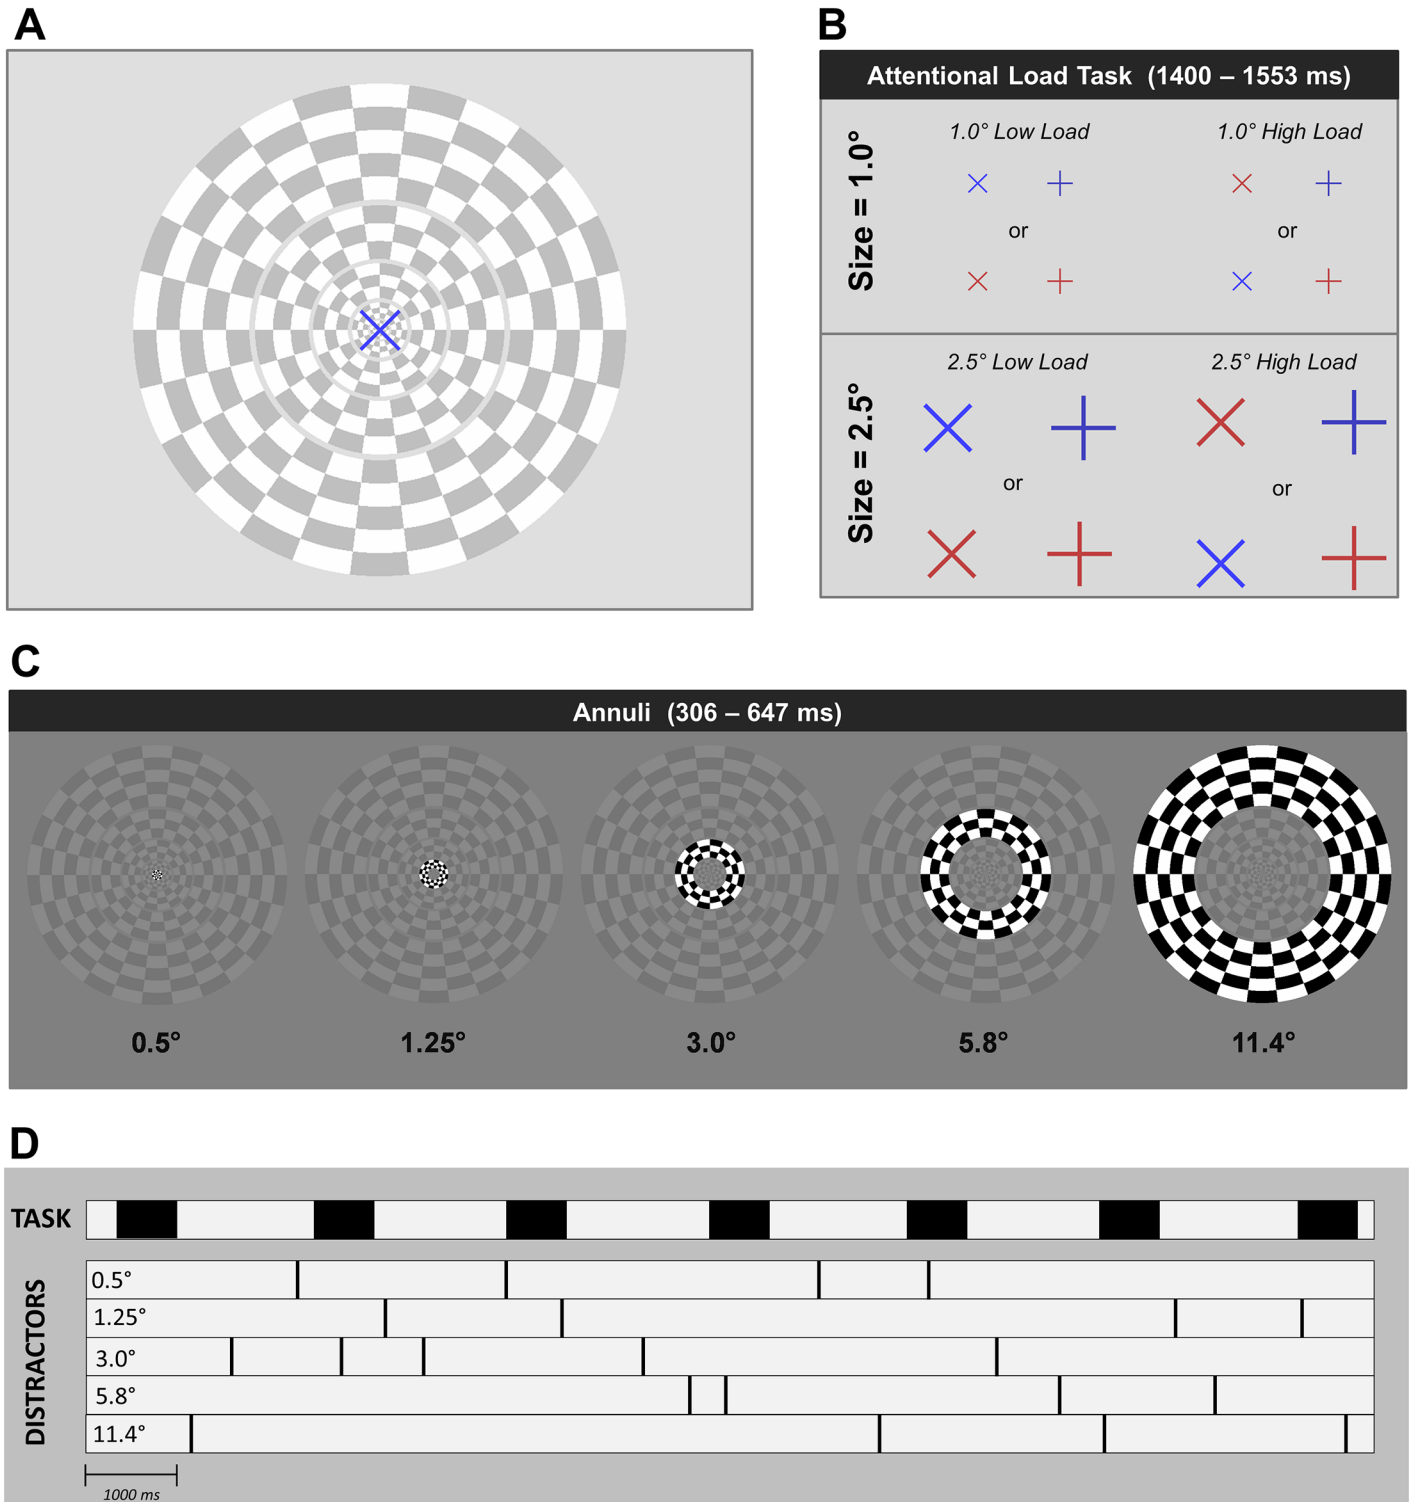 A
B
Attentional Load Task (1400 – 1553 ms)
Size = 1.0°
1.0° Low Load
1.0° High Load
or
or
Size = 2.5°
2.5° Low Load
2.5° High Load
or
or
C
Annuli (306 – 647 ms)
0.5°
1.25°
3.0°
5.8°
11.4°
D
TASK
DISTRACTORS
0.5°
1.25°
3.0°
5.8°
11.4°
1000 ms